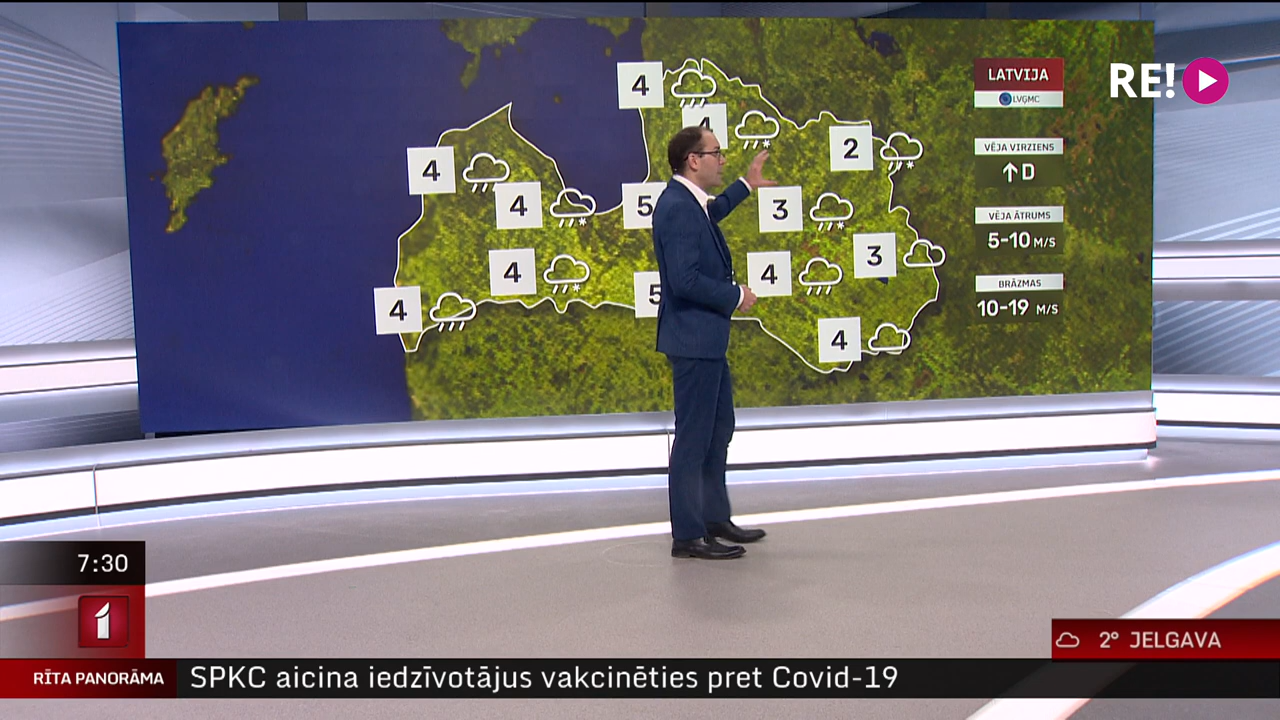 RE!
LATVIJA
LVĢMC
VĒJA VIRZIENS
D
VĒJA ĀTRUMS
5-10 M/S
BRĀZMAS
10-19 M/S
4
4
2
4
4
5
3
4
4
3
4
5
4
7:30
1
2° JELGAVA
RĪTA PANORĀMA
SPKC aicina iedzīvotājus vakcinēties pret Covid-19